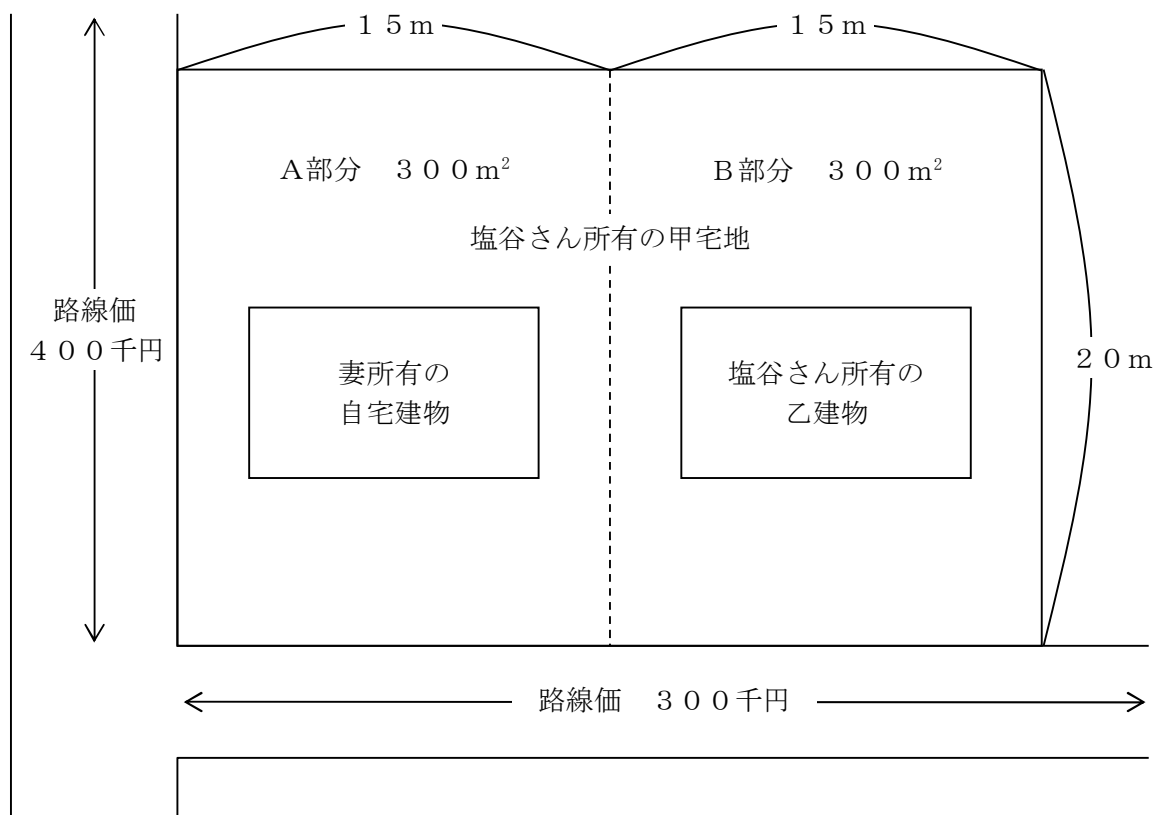 １５ｍ
１５ｍ
Ａ部分　３００㎡
Ｂ部分　３００㎡
塩谷さん所有の甲宅地
路線価
４００千円
妻所有の
自宅建物
塩谷さん所有の
乙建物
２０ｍ
路線価　３００千円